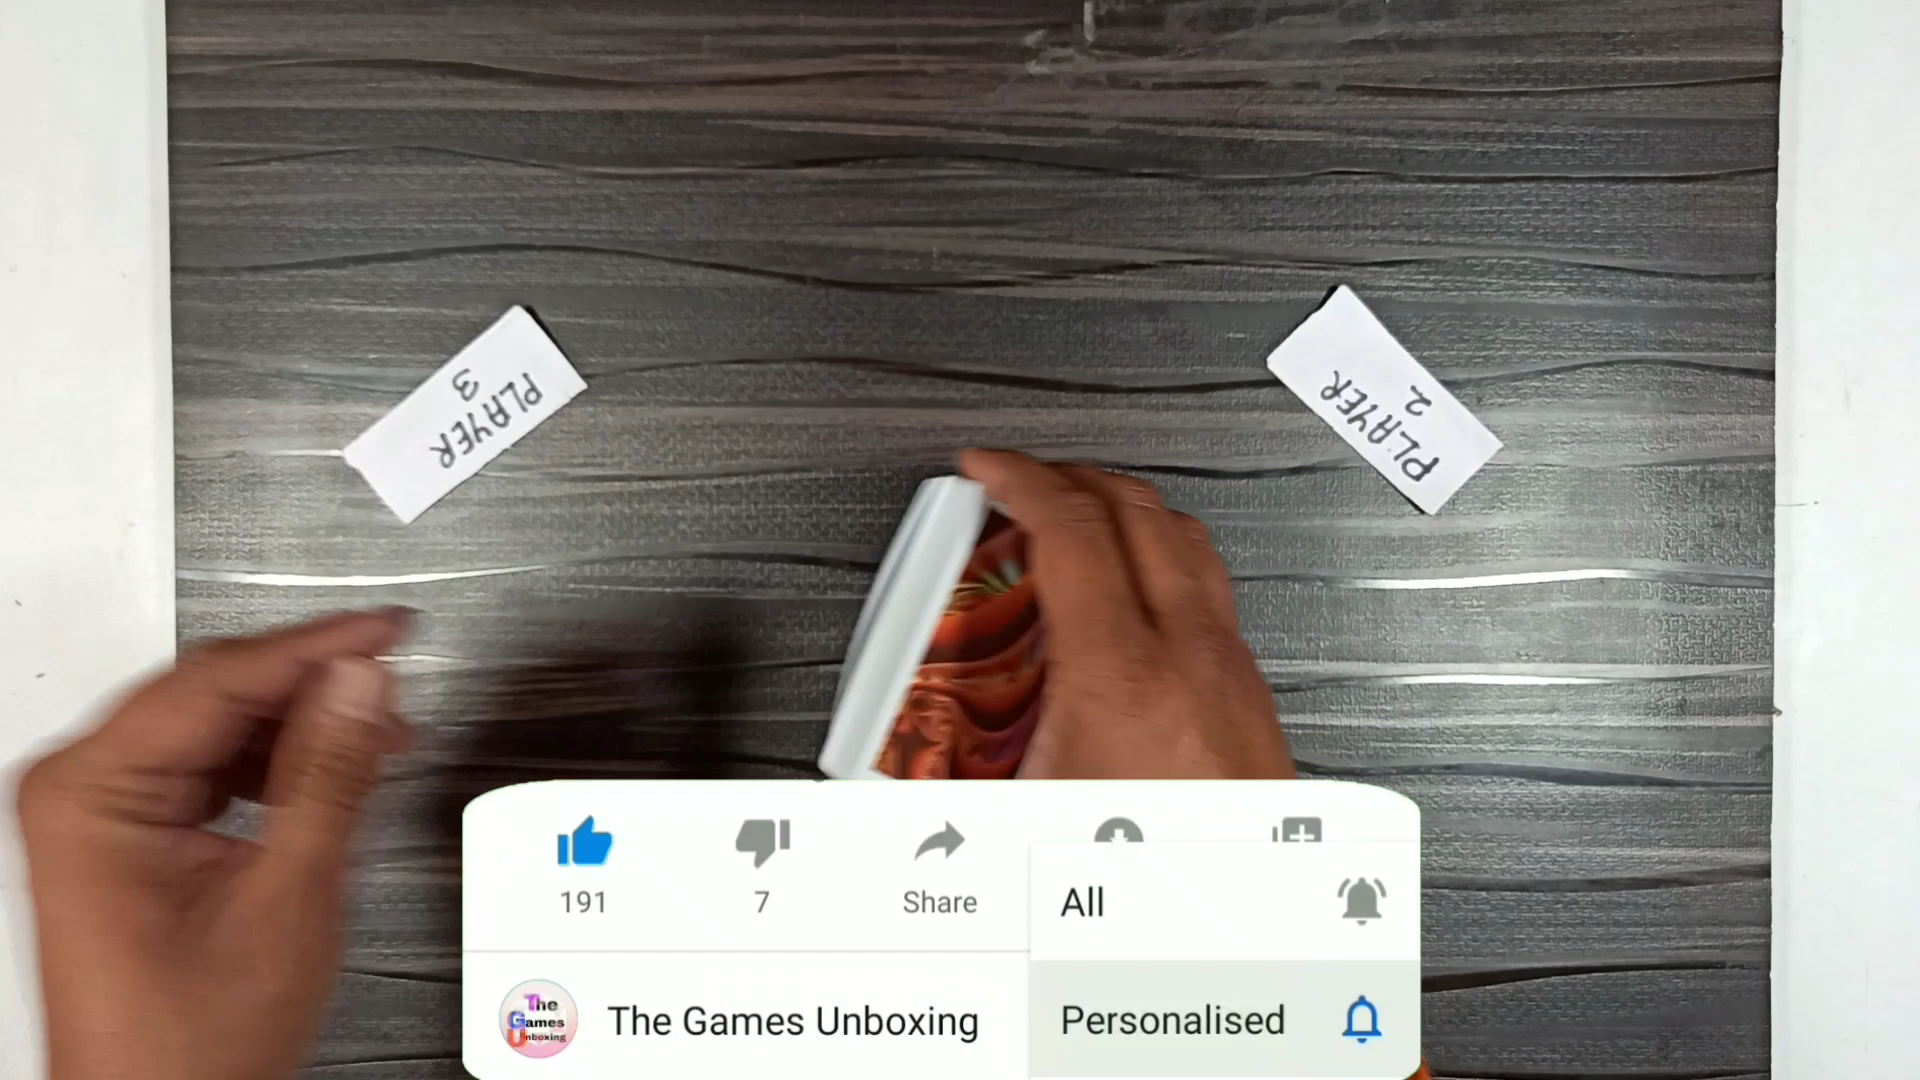 PLAYER
3
PLAYER
2
191
7
Share
All
The
Games
Unboxing
The Games Unboxing
Personalised